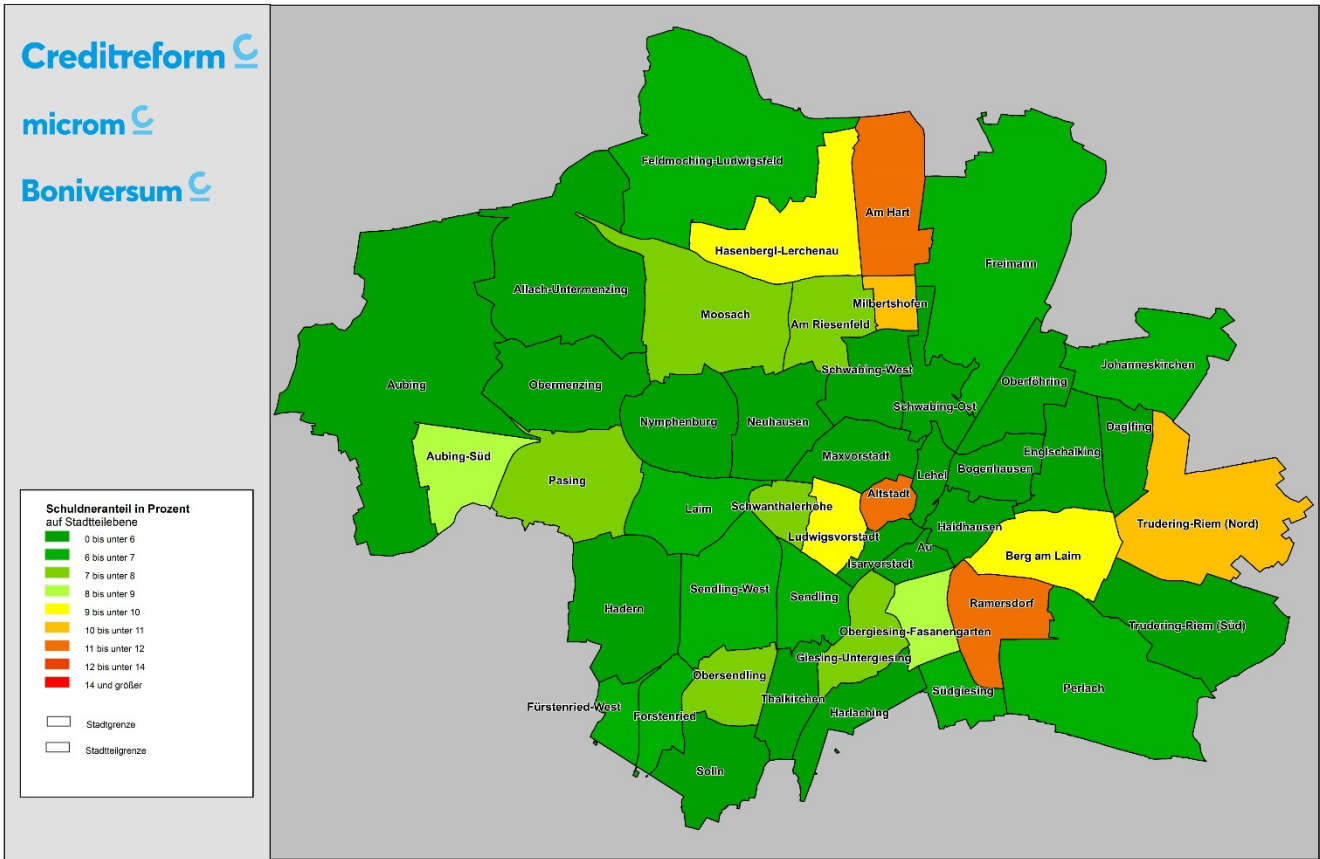 Creditreform
microm
Boniversum
Schuldneranteil in Prozent
auf Stadtteilebene
0 bis unter 6
6 bis unter 7
7 bis unter 8
8 bis unter 9
9 bis unter 10
10 bis unter 11
11 bis unter 12
12 bis unter 14
14 und größer
Stadtgrenze
Stadtteilgrenze
Feldmoching-Ludwigsfeld
Am Hart
Hasenbergl-Lerchenau
Freimann
Allach-Untermenzing
Milbertshofen
Moosach
Am Riesenfeld
Johanneskirchen
Schwabing-West
Oberföhring
Aubing
Obermenzing
Schwabing-Ost
Nymphenburg
Neuhausen
Daglfing
Englschalking
Aubing-Süd
Maxvorstadt
Bogenhausen
Lehel
Pasing
Altstadt
Schwanthalerhöhe
Laim
Haidhausen
Trudering-Riem (Nord)
Ludwigsvorstadt
Au
Berg am Laim
Isarvorstadt
Sendling-West
Sendling
Hadern
Ramersdorf
Trudering-Riem (Süd)
Obergiesing-Fasanengarten
Giesing-Untergiesing
Obersendling
Perlach
Südgiesing
Thalkirchen
Fürstenried-West
Forstenried
Harlaching
Solln